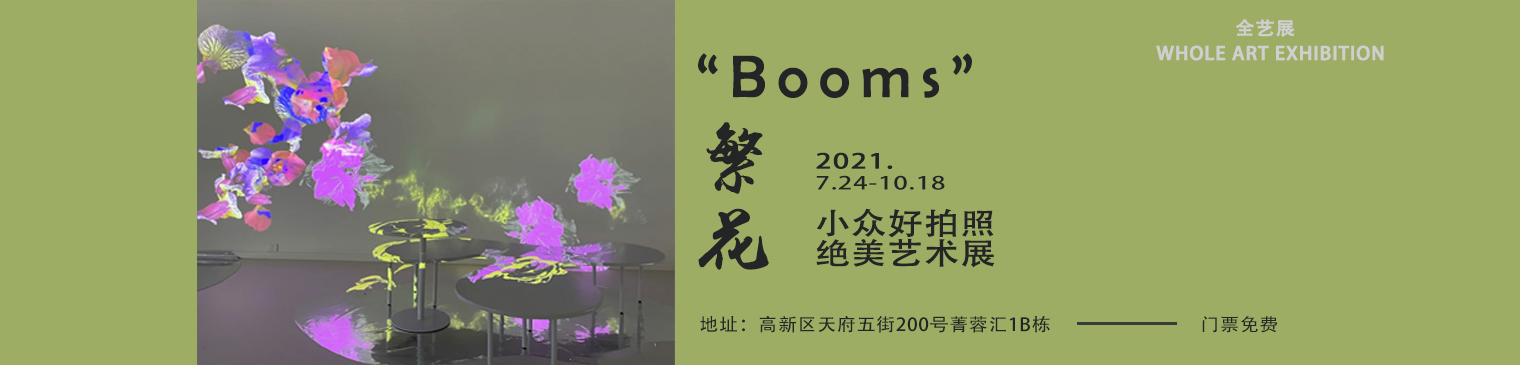 全艺展
WHOLE ART EXHIBITION
“Booms”
繁
花
2021.
7.24-10.18
小众好拍照
绝美艺术展
地址：高新区天府五街200号菁蓉汇1B栋
门票免费